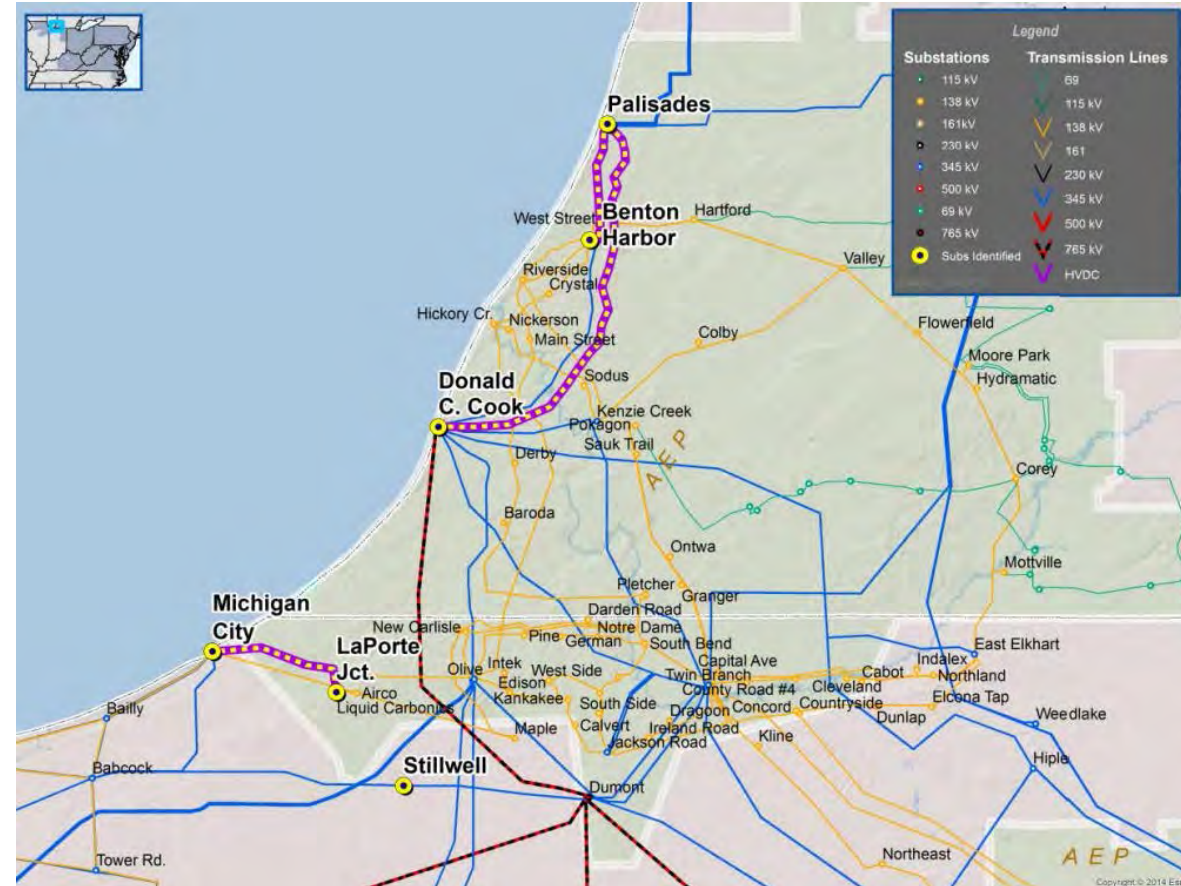 Legend
Substations
115 kV
138 kV
161kV
230 kV
345 kV
500 kV
69 kV
765 kV
Subs Identified
Transmission Lines
69
115 kV
138 kV
161
230 kV
345 kV
500 kV
765 kV
HVDC
Palisades
West Street
Benton
Harbor
Hartford
Valley
Riverside
Crystal
Hickory Cr.
Nickerson
Main Street
Colby
Flowerfield
Moore Park
Hydramatic
Sodus
Donald
C. Cook
Kenzie Creek
Pokagon
Sauk Trail
AEP
Derby
Corey
Baroda
Ontwa
Mottville
Pletcher
Granger
Michigan
City
Darden Road
New Carlisle
Notre Dame
Pine
German
South Bend
East Elkhart
LaPorte
Jct.
Olive
Intek
West Side
Capital Ave
Twin Branch
Cabot
Indalex
Northland
Edison
County Road #4
Cleveland
Airco
Kankakee
South Side
Concord
Countryside
Elcona Tap
Liquid Carbonics
Dragoon
Dunlap
Bailly
Maple
Calvert
Ireland Road
Weedlake
Jackson Road
Kline
Babcock
Stillwell
Hiple
Dumont
Tower Rd.
Northeast
AEP
Copyright © 2014 Es